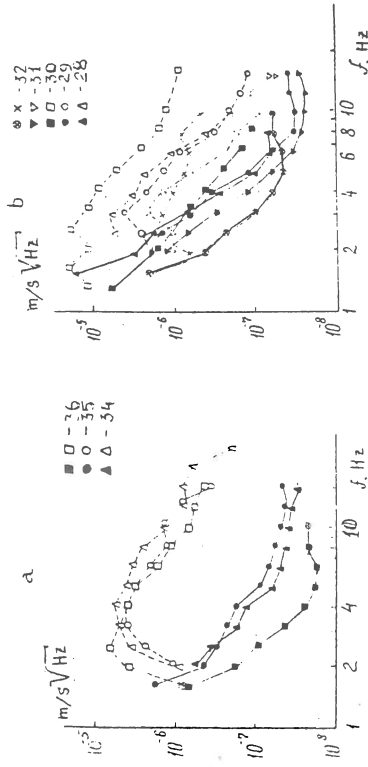 a
m/s√Hz
■ □ -26
● ○ -35
▲ △ -34
10⁻⁵
10⁻⁶
10⁻⁷
10⁻⁸
1 2 4 10
f, Hz
b
m/s√Hz
⊗ × -32
▼ ▽ -31
■ □ -30
● ○ -29
▲ △ -28
10⁻⁵
10⁻⁶
10⁻⁷
10⁻⁸
1 2 4 6 8 10
f, Hz